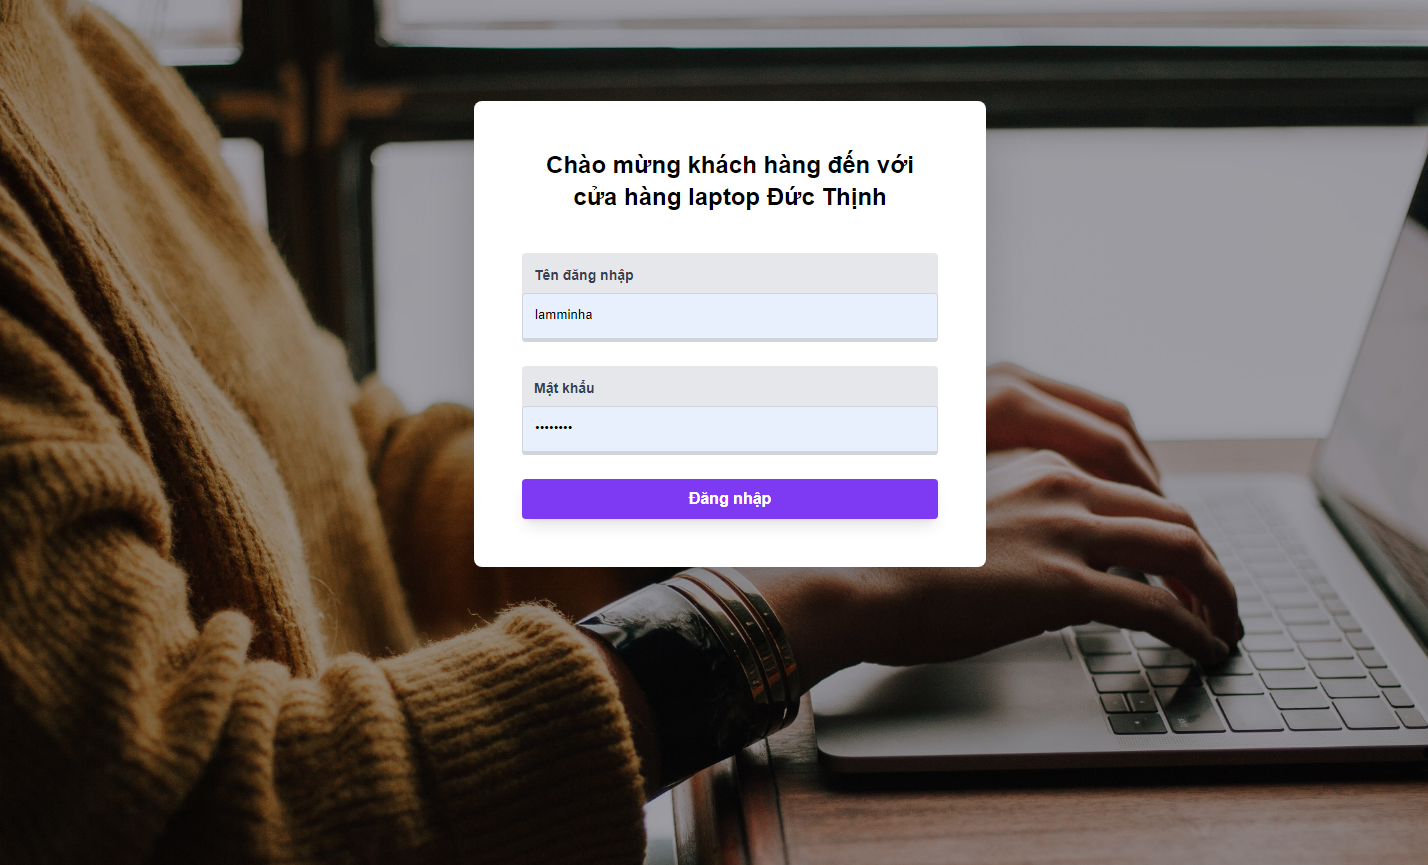 Chào mừng khách hàng đến với
cửa hàng laptop Đức Thịnh
Tên đăng nhập
lamminha
Mật khẩu
••••••••
Đăng nhập